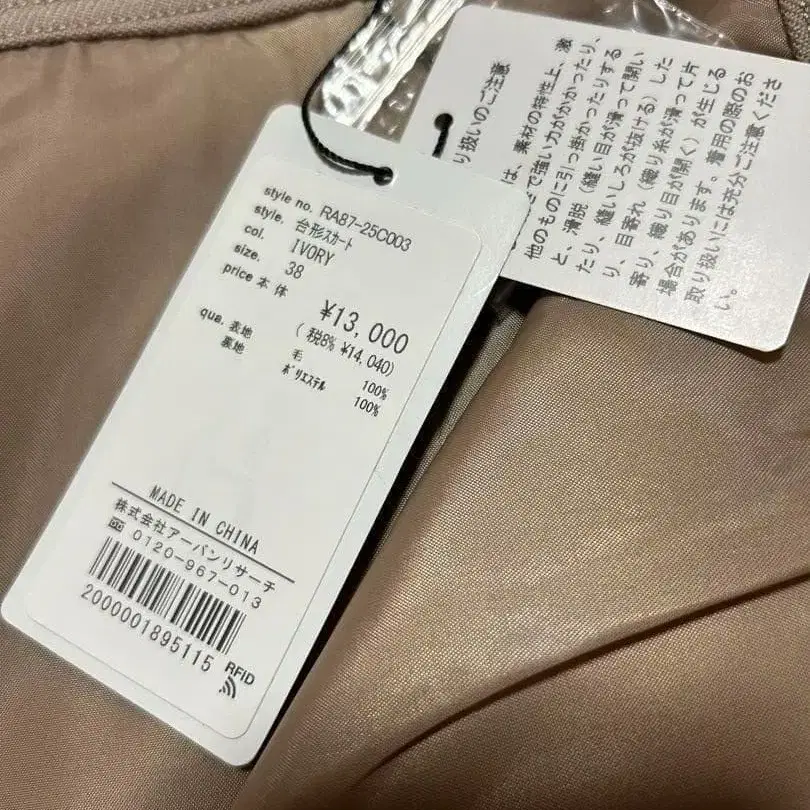 style no. RA87-25C003
style. 台形ｽｶｰﾄ
col. IVORY
size. 38
price 本体
¥13,000
(税8% ¥14,040)
qua. 表地 毛 100%
裏地 ﾎﾟﾘｴｽﾃﾙ 100%
MADE IN CHINA
株式会社アーバンリサーチ
0120-967-013
2000001895115
RFID
り扱いのご注意
は、素材の特性上、激
で強い力がかかったり、
他のものに引っ掛かったりする
と、滑脱(縫い目が滑って開い
たり、縫いしろが抜ける)した
り、目寄れ(織り糸が滑って片
寄り、織り目が開く)が生じる
場合があります。着用の際のお
取り扱いには充分ご注意くださ
い。